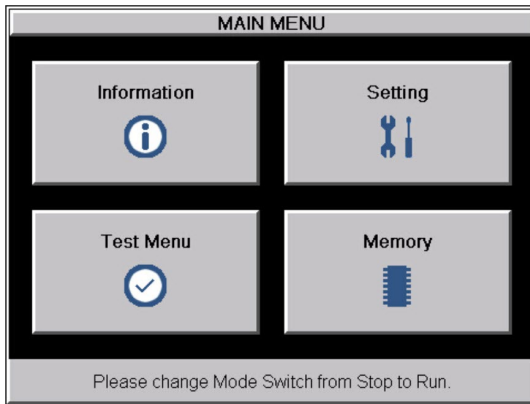 MAIN MENU
Information
Setting
Test Menu
Memory
Please change Mode Switch from Stop to Run.